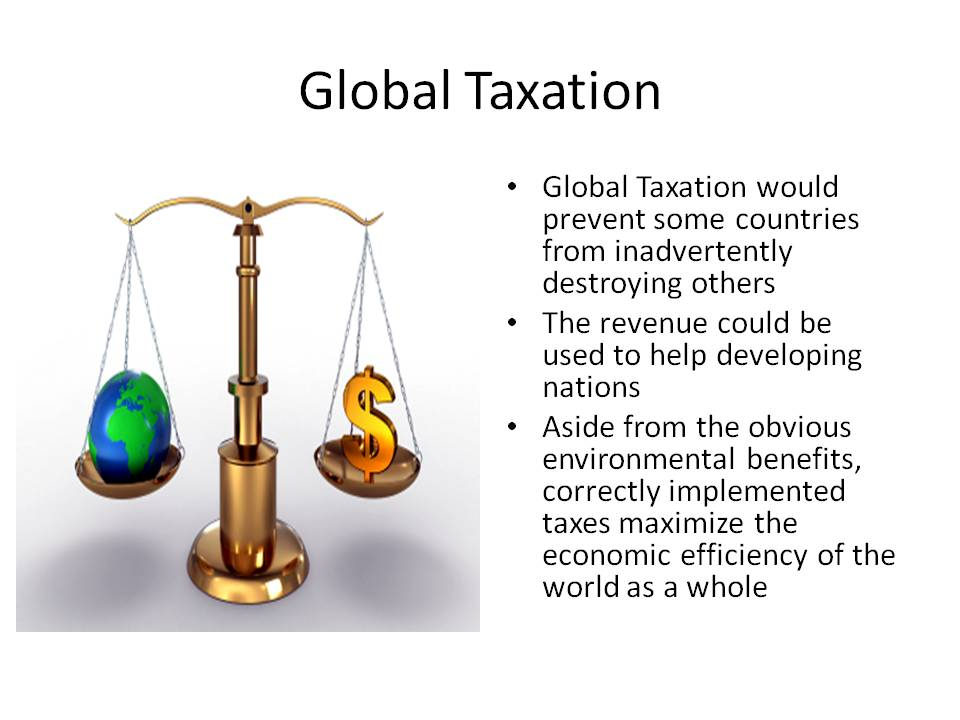 Global Taxation
• Global Taxation would
prevent some countries
from inadvertently
destroying others
• The revenue could be
used to help developing
nations
• Aside from the obvious
environmental benefits,
correctly implemented
taxes maximize the
economic efficiency of the
world as a whole
$